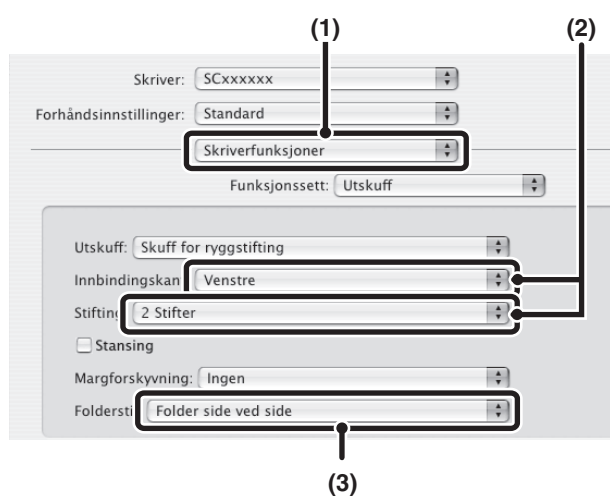 (1) (2)
Skriver: SCxxxxxx
Forhåndsinnstillinger: Standard
Skriverfunksjoner
Funksjonssett: Utskuff
Utskuff: Skuff for ryggstifting
Innbindingskan Venstre
Stifting 2 Stifter
Stansing
Margforskyvning: Ingen
Foldersti Folder side ved side
(3)